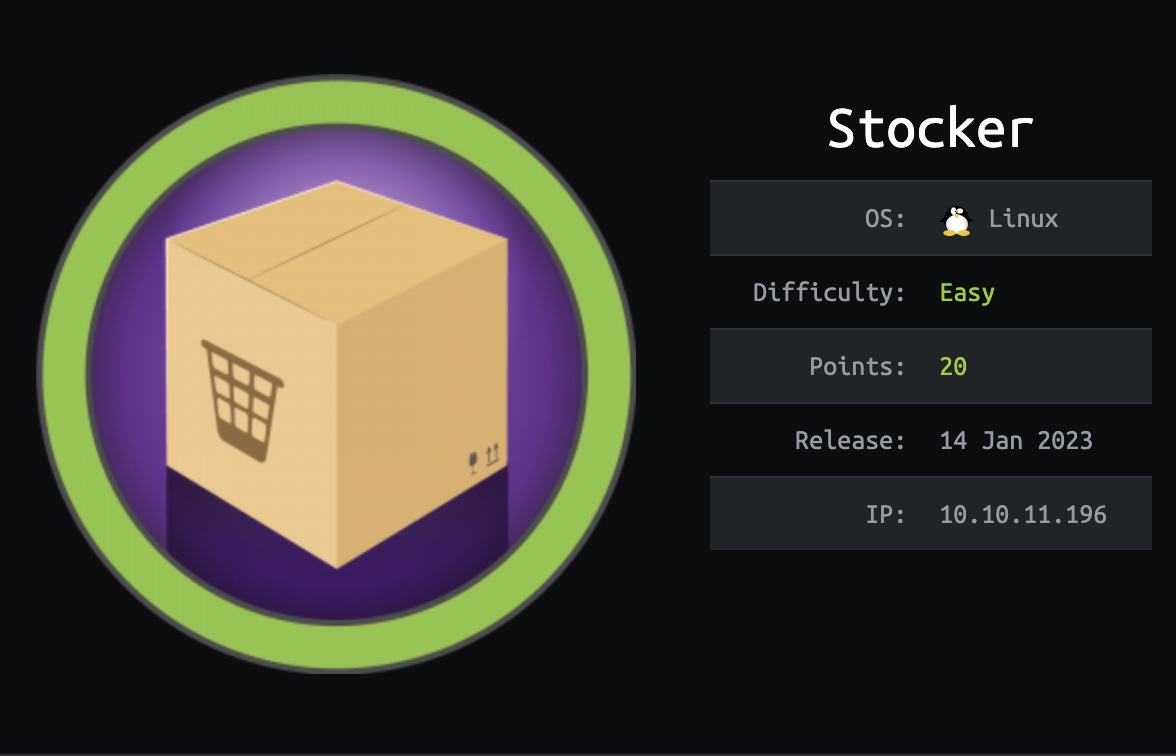 Stocker
OS: Linux
Difficulty: Easy
Points: 20
Release: 14 Jan 2023
IP: 10.10.11.196